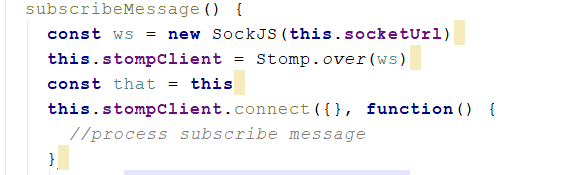 subscribeMessage() {
const ws = new SockJS(this.socketUrl)
this.stompClient = Stomp.over(ws)
const that = this
this.stompClient.connect({}, function() {
//process subscribe message
}